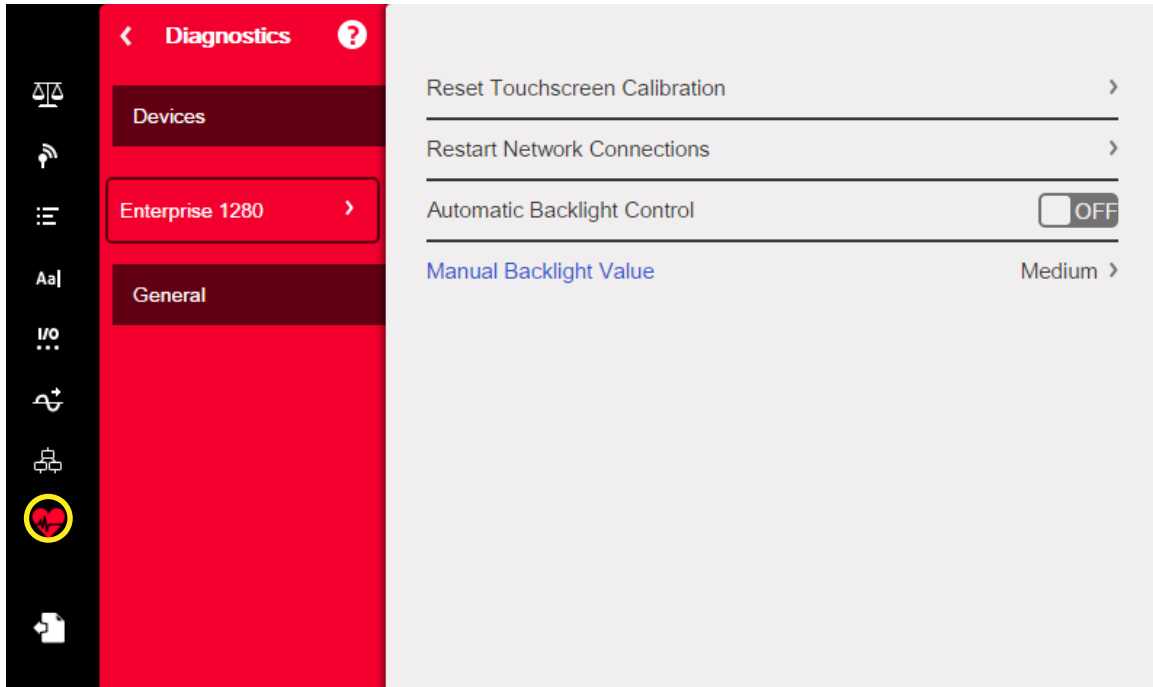 Diagnostics ?
Devices
Enterprise 1280
General
Aa
I/O
Reset Touchscreen Calibration
Restart Network Connections
Automatic Backlight Control OFF
Manual Backlight Value Medium